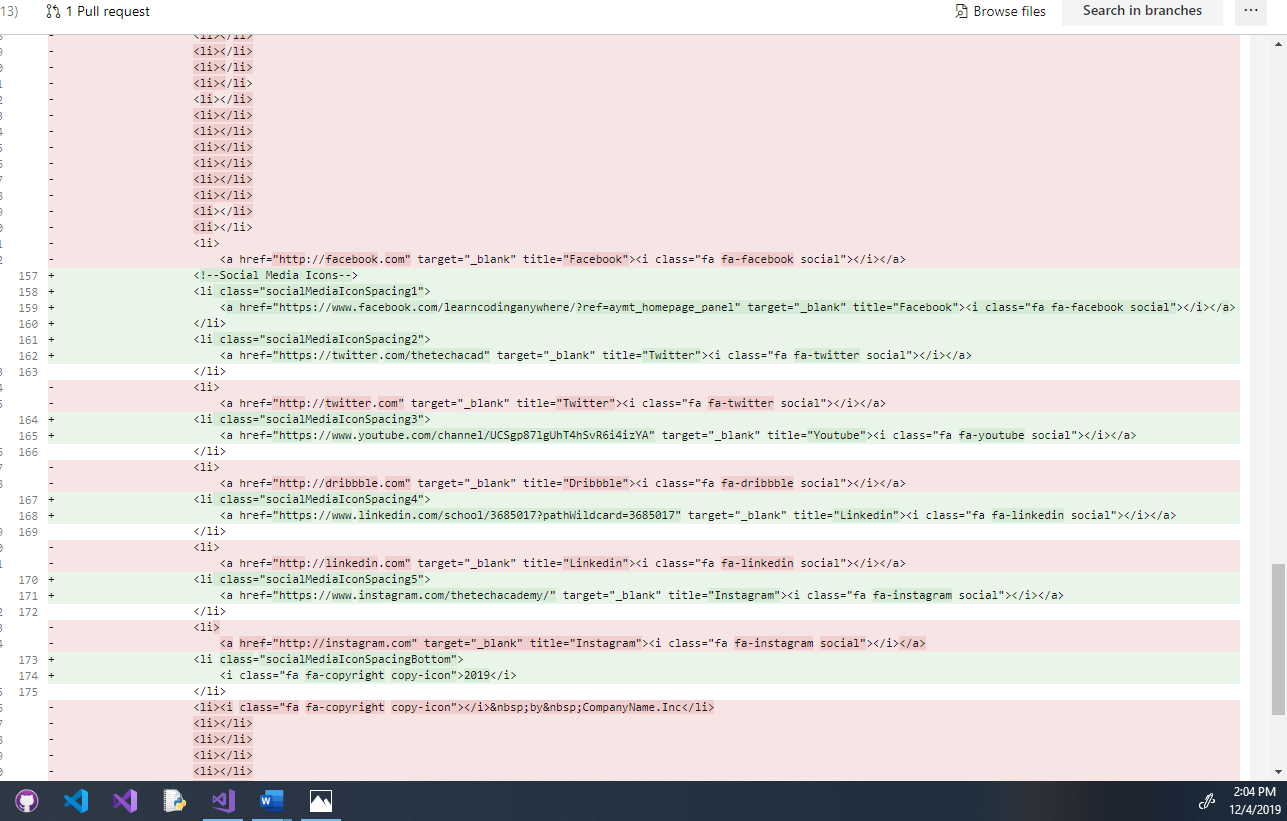 13) 1 Pull request Browse files Search in branches ...
- <li></li>
- <li></li>
- <li></li>
- <li></li>
- <li></li>
- <li></li>
- <li></li>
- <li></li>
- <li></li>
- <li></li>
- <li></li>
- <li></li>
- <li></li>
- <li>
- <a href="http://facebook.com" target="_blank" title="Facebook"><i class="fa fa-facebook social"></i></a>
157 + <!--Social Media Icons-->
158 + <li class="socialMediaIconSpacing1">
159 + <a href="https://www.facebook.com/learncodinganywhere/?ref=aymt_homepage_panel" target="_blank" title="Facebook"><i class="fa fa-facebook social"></i></a>
160 + </li>
161 + <li class="socialMediaIconSpacing2">
162 + <a href="https://twitter.com/thetechacad" target="_blank" title="Twitter"><i class="fa fa-twitter social"></i></a>
163 </li>
- <li>
- <a href="http://twitter.com" target="_blank" title="Twitter"><i class="fa fa-twitter social"></i></a>
164 + <li class="socialMediaIconSpacing3">
165 + <a href="https://www.youtube.com/channel/UCSgp87lgUhT4hSvR6i4izYA" target="_blank" title="Youtube"><i class="fa fa-youtube social"></i></a>
166 </li>
- <li>
- <a href="http://dribbble.com" target="_blank" title="Dribbble"><i class="fa fa-dribbble social"></i></a>
167 + <li class="socialMediaIconSpacing4">
168 + <a href="https://www.linkedin.com/school/3685017?pathWildcard=3685017" target="_blank" title="Linkedin"><i class="fa fa-linkedin social"></i></a>
169 </li>
- <li>
- <a href="http://linkedin.com" target="_blank" title="Linkedin"><i class="fa fa-linkedin social"></i></a>
170 + <li class="socialMediaIconSpacing5">
171 + <a href="https://www.instagram.com/thetechacademy/" target="_blank" title="Instagram"><i class="fa fa-instagram social"></i></a>
172 </li>
- <li>
- <a href="http://instagram.com" target="_blank" title="Instagram"><i class="fa fa-instagram social"></i></a>
173 + <li class="socialMediaIconSpacingBottom">
174 + <i class="fa fa-copyright copy-icon">2019</i>
175 </li>
- <li><i class="fa fa-copyright copy-icon"></i>&nbsp;by&nbsp;CompanyName.Inc</li>
- <li></li>
- <li></li>
- <li></li>
- <li></li>
2:04 PM
12/4/2019